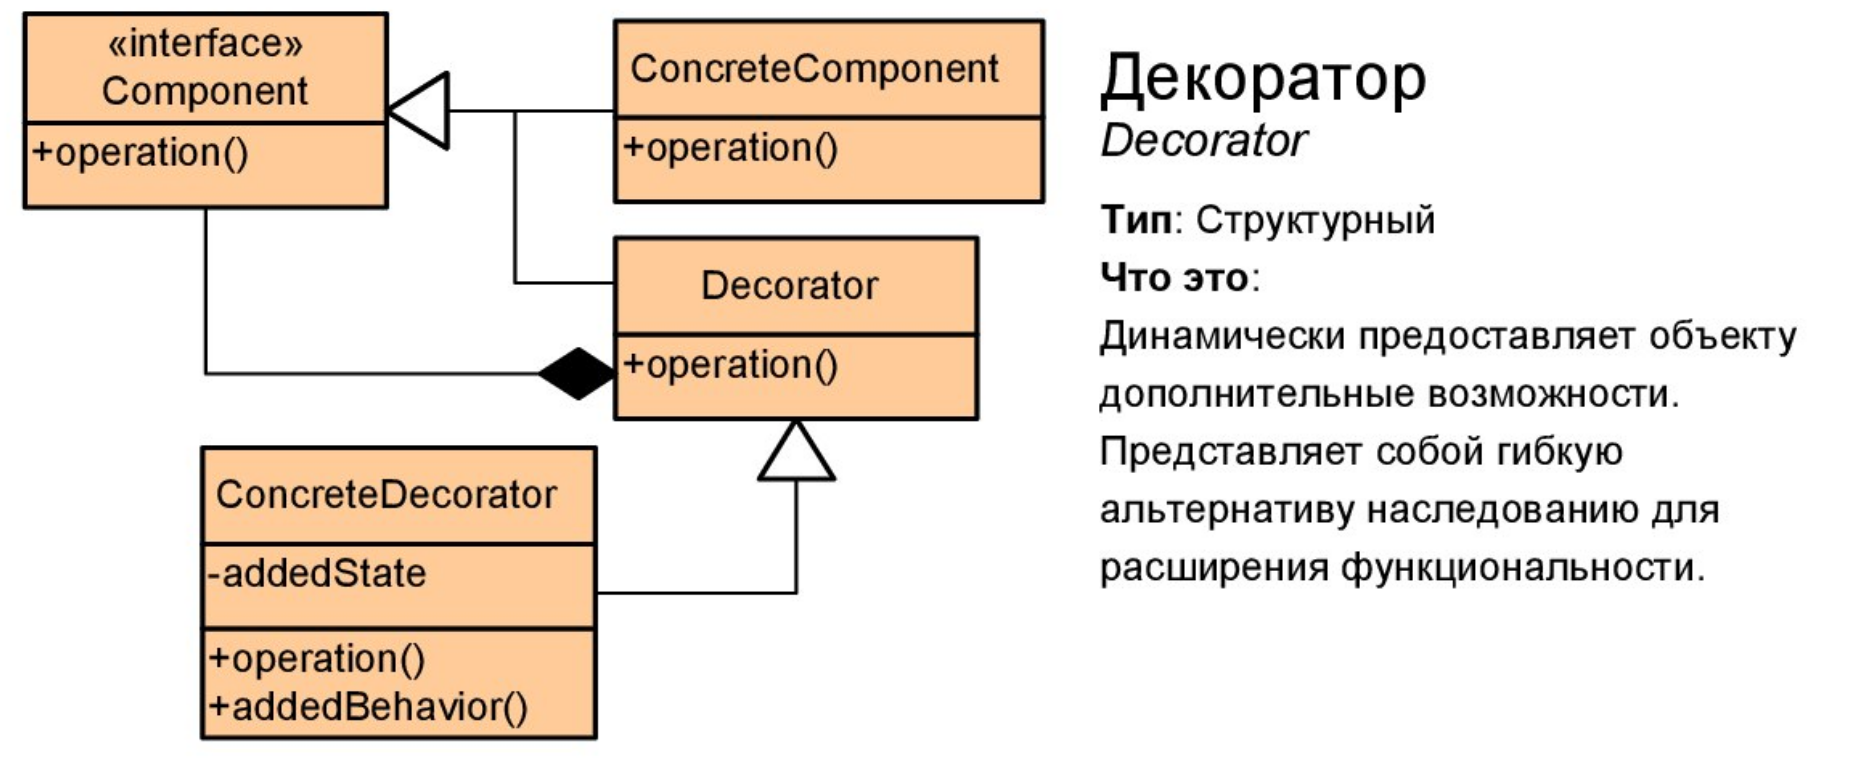 «interface»
Component
+operation()
ConcreteComponent
+operation()
Decorator
+operation()
ConcreteDecorator
-addedState
+operation()
+addedBehavior()
Декоратор
Decorator
Тип: Структурный
Что это:
Динамически предоставляет объекту
дополнительные возможности.
Представляет собой гибкую
альтернативу наследованию для
расширения функциональности.